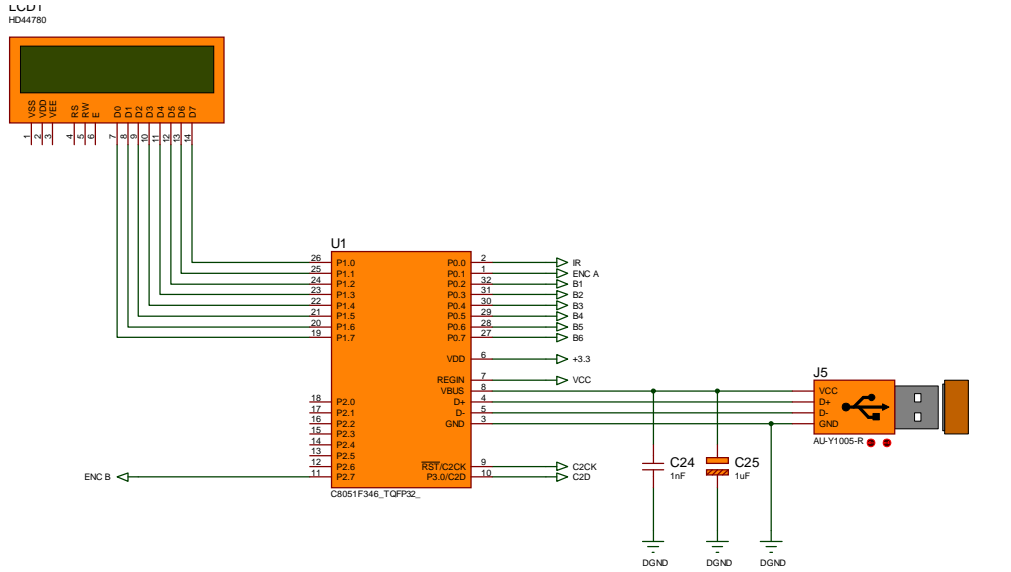 LCD1
HD44780
VSS
VDD
VEE
RS
RW
E
D0
D1
D2
D3
D4
D5
D6
D7
1
2
3
4
5
6
7
8
9
10
11
12
13
14
U1
26 P1.0 P0.0 2 IR
25 P1.1 P0.1 1 ENC A
24 P1.2 P0.2 32 B1
23 P1.3 P0.3 31 B2
22 P1.4 P0.4 30 B3
21 P1.5 P0.5 29 B4
20 P1.6 P0.6 28 B5
19 P1.7 P0.7 27 B6
VDD 6 +3.3
REGIN 7 VCC
VBUS 8
18 P2.0 D+ 4
17 P2.1 D- 5
16 P2.2 GND 3
15 P2.3
14 P2.4
13 P2.5
12 P2.6 RST/C2CK 9 C2CK
ENC B 11 P2.7 P3.0/C2D 10 C2D
C8051F346_TQFP32_
J5
VCC
D+
D-
GND
AU-Y1005-R
C24
1nF
C25
1uF
DGND
DGND
DGND